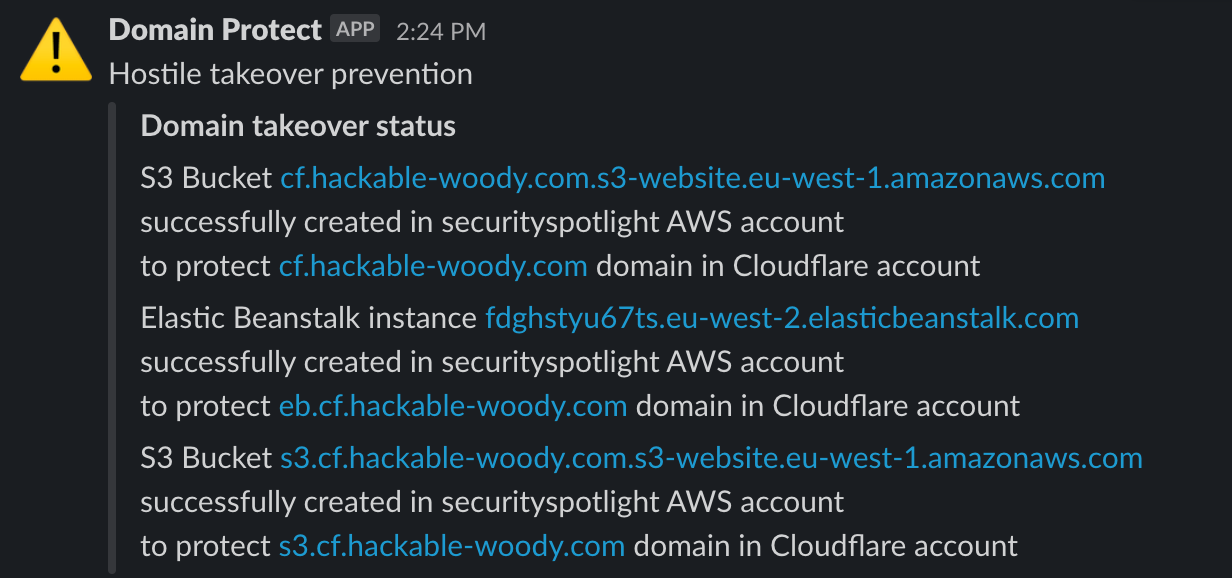 Domain Protect APP 2:24 PM
Hostile takeover prevention
Domain takeover status
S3 Bucket cf.hackable-woody.com.s3-website.eu-west-1.amazonaws.com
successfully created in securityspotlight AWS account
to protect cf.hackable-woody.com domain in Cloudflare account
Elastic Beanstalk instance fdghstyu67ts.eu-west-2.elasticbeanstalk.com
successfully created in securityspotlight AWS account
to protect eb.cf.hackable-woody.com domain in Cloudflare account
S3 Bucket s3.cf.hackable-woody.com.s3-website.eu-west-1.amazonaws.com
successfully created in securityspotlight AWS account
to protect s3.cf.hackable-woody.com domain in Cloudflare account